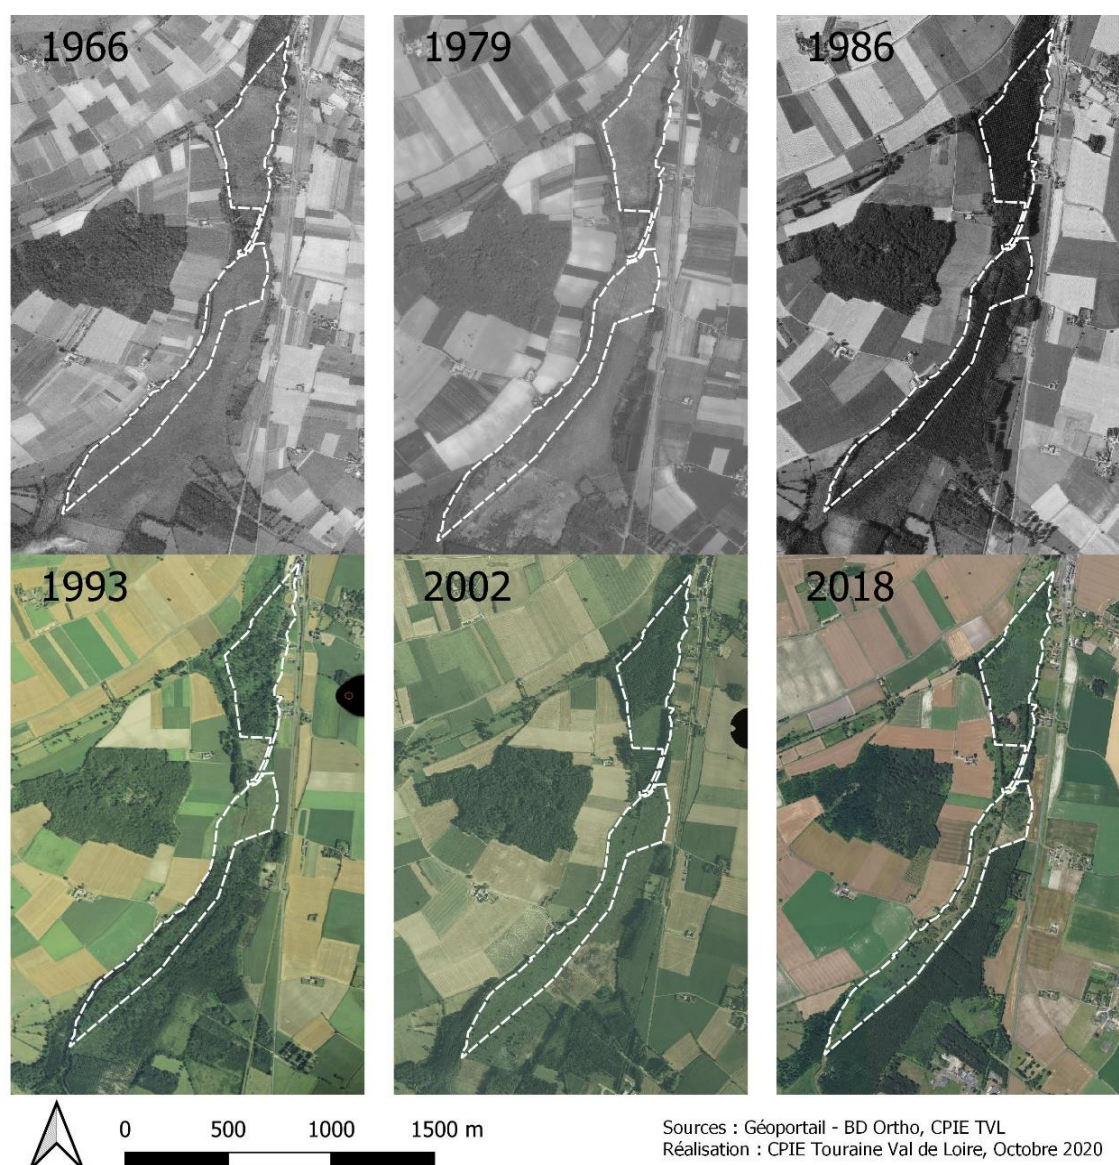 1966
1979
1986
1993
2002
2018
0 500 1000 1500 m
Sources : Géoportail - BD Ortho, CPIE TVL
Réalisation : CPIE Touraine Val de Loire, Octobre 2020